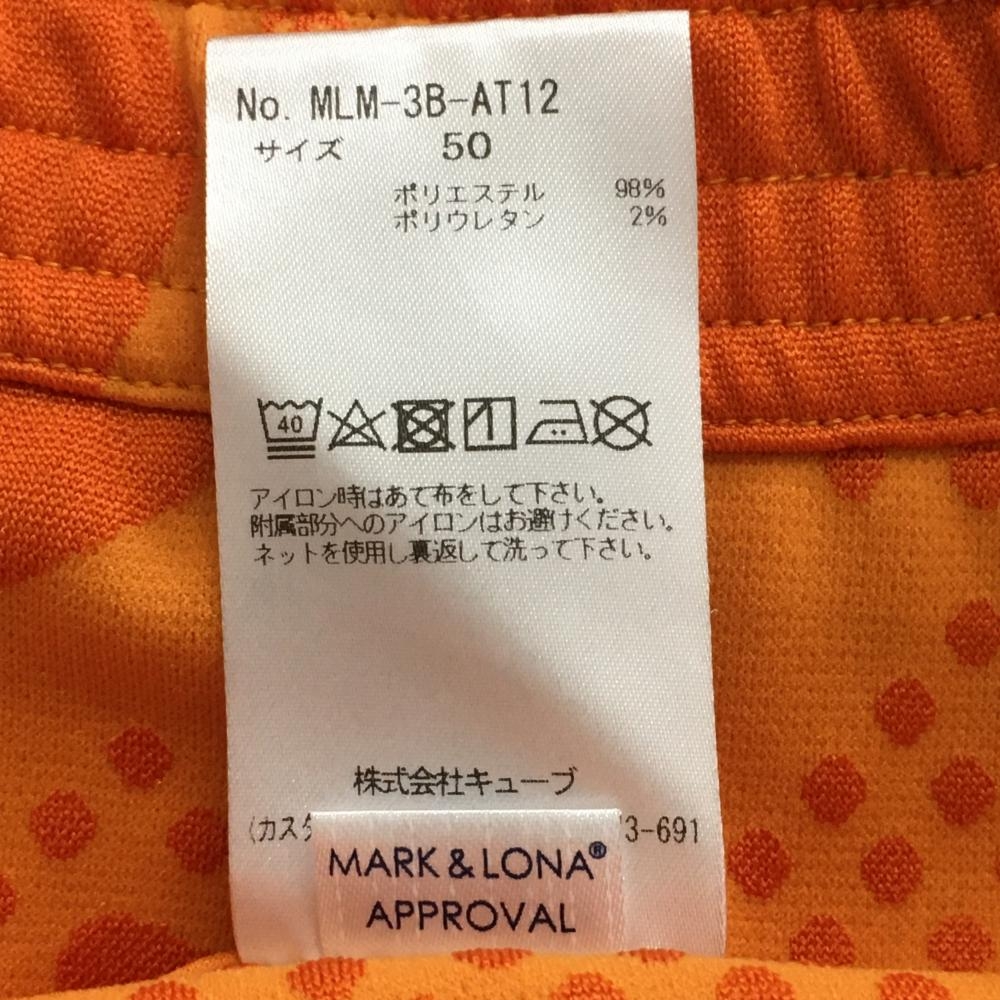 No. MLM-3B-AT12
サイズ 50
ポリエステル 98%
ポリウレタン 2%
40
アイロン時はあて布をして下さい。
附属部分へのアイロンはお避けください。
ネットを使用し裏返して洗って下さい。
株式会社キューブ
(カスタ 3-691
MARK & LONA®
APPROVAL